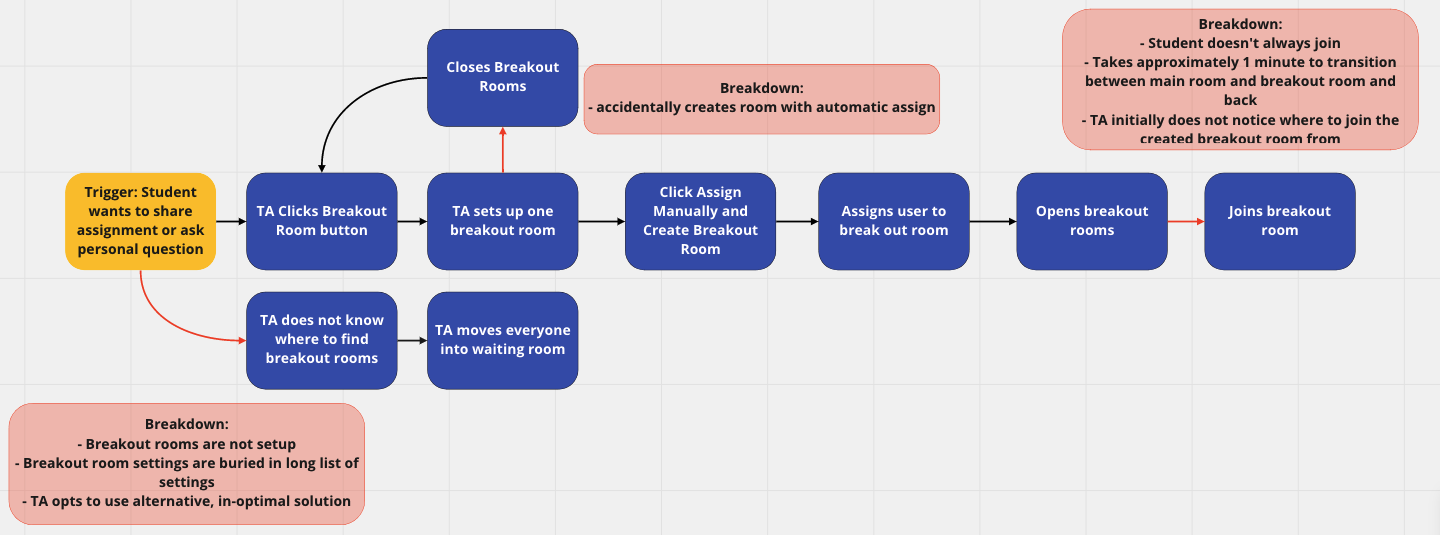 Closes Breakout
Rooms
Breakdown:
- accidentally creates room with automatic assign
Breakdown:
- Student doesn't always join
- Takes approximately 1 minute to transition
between main room and breakout room and
back
- TA initially does not notice where to join the
created breakout room from
Trigger: Student
wants to share
assignment or ask
personal question
TA Clicks Breakout
Room button
TA sets up one
breakout room
Click Assign
Manually and
Create Breakout
Room
Assigns user to
break out room
Opens breakout
rooms
Joins breakout
room
TA does not know
where to find
breakout rooms
TA moves everyone
into waiting room
Breakdown:
- Breakout rooms are not setup
- Breakout room settings are buried in long list of
settings
- TA opts to use alternative, in-optimal solution